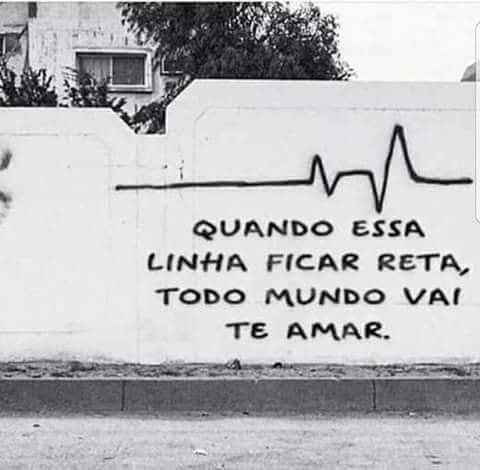 QUANDO ESSA
LINHA FICAR RETA,
TODO MUNDO VAI
TE AMAR.